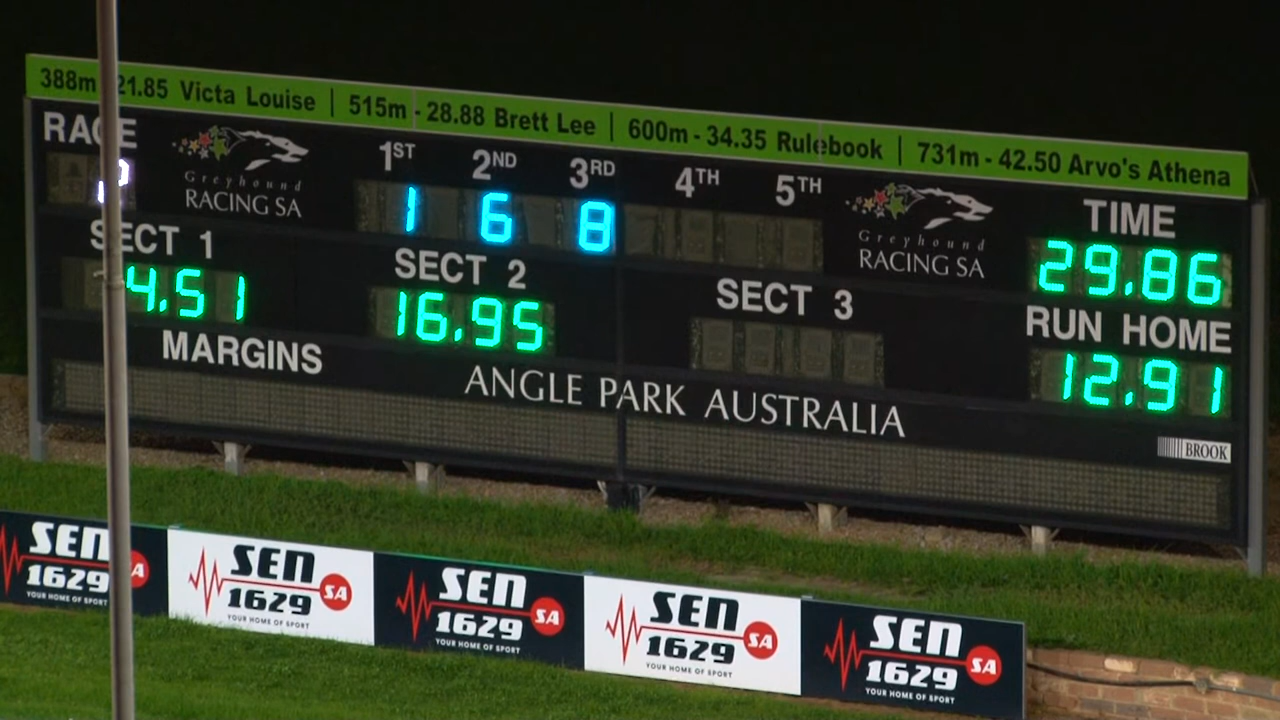 388m 21.85 Victa Louise | 515m - 28.88 Brett Lee | 600m - 34.35 Rulebook | 731m - 42.50 Arvo's Athena
RACE
Greyhound
RACING SA
1ST 2ND 3RD 4TH 5TH
1 6 8
Greyhound
RACING SA
TIME
29.86
SECT 1
4.51
SECT 2
16.95
SECT 3
RUN HOME
12.91
MARGINS
ANGLE PARK AUSTRALIA
BROOK
SEN
1629
YOUR HOME OF SPORT
SEN
1629 SA
YOUR HOME OF SPORT
SEN
1629 SA
YOUR HOME OF SPORT
SEN
1629 SA
YOUR HOME OF SPORT
SEN
1629 SA
YOUR HOME OF SPORT